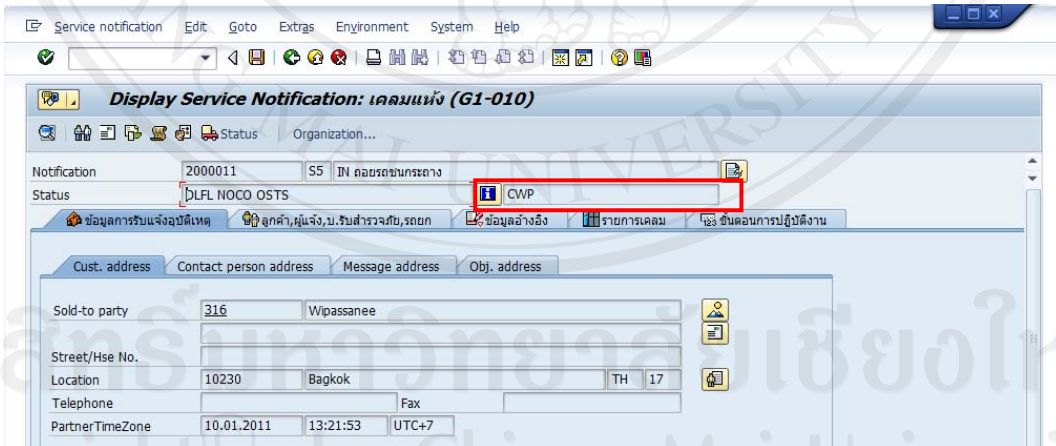 Service notification Edit Goto Extras Environment System Help
Display Service Notification: เคลมแห้ง (G1-010)
Status Organization...
Notification 2000011 S5 IN ถอยรถชนกระถาง
Status DLFL NOCO OSTS CWP
ข้อมูลการรับแจ้งอุบัติเหตุ ลูกค้า,ผู้แจ้ง,บ.รับสำรวจภัย,รถยก ข้อมูลอ้างอิง รายการเคลม ขั้นตอนการปฏิบัติงาน
Cust. address Contact person address Message address Obj. address
Sold-to party 316 Wipassanee
Street/Hse No.
Location 10230 Bagkok TH 17
Telephone Fax
PartnerTimeZone 10.01.2011 13:21:53 UTC+7